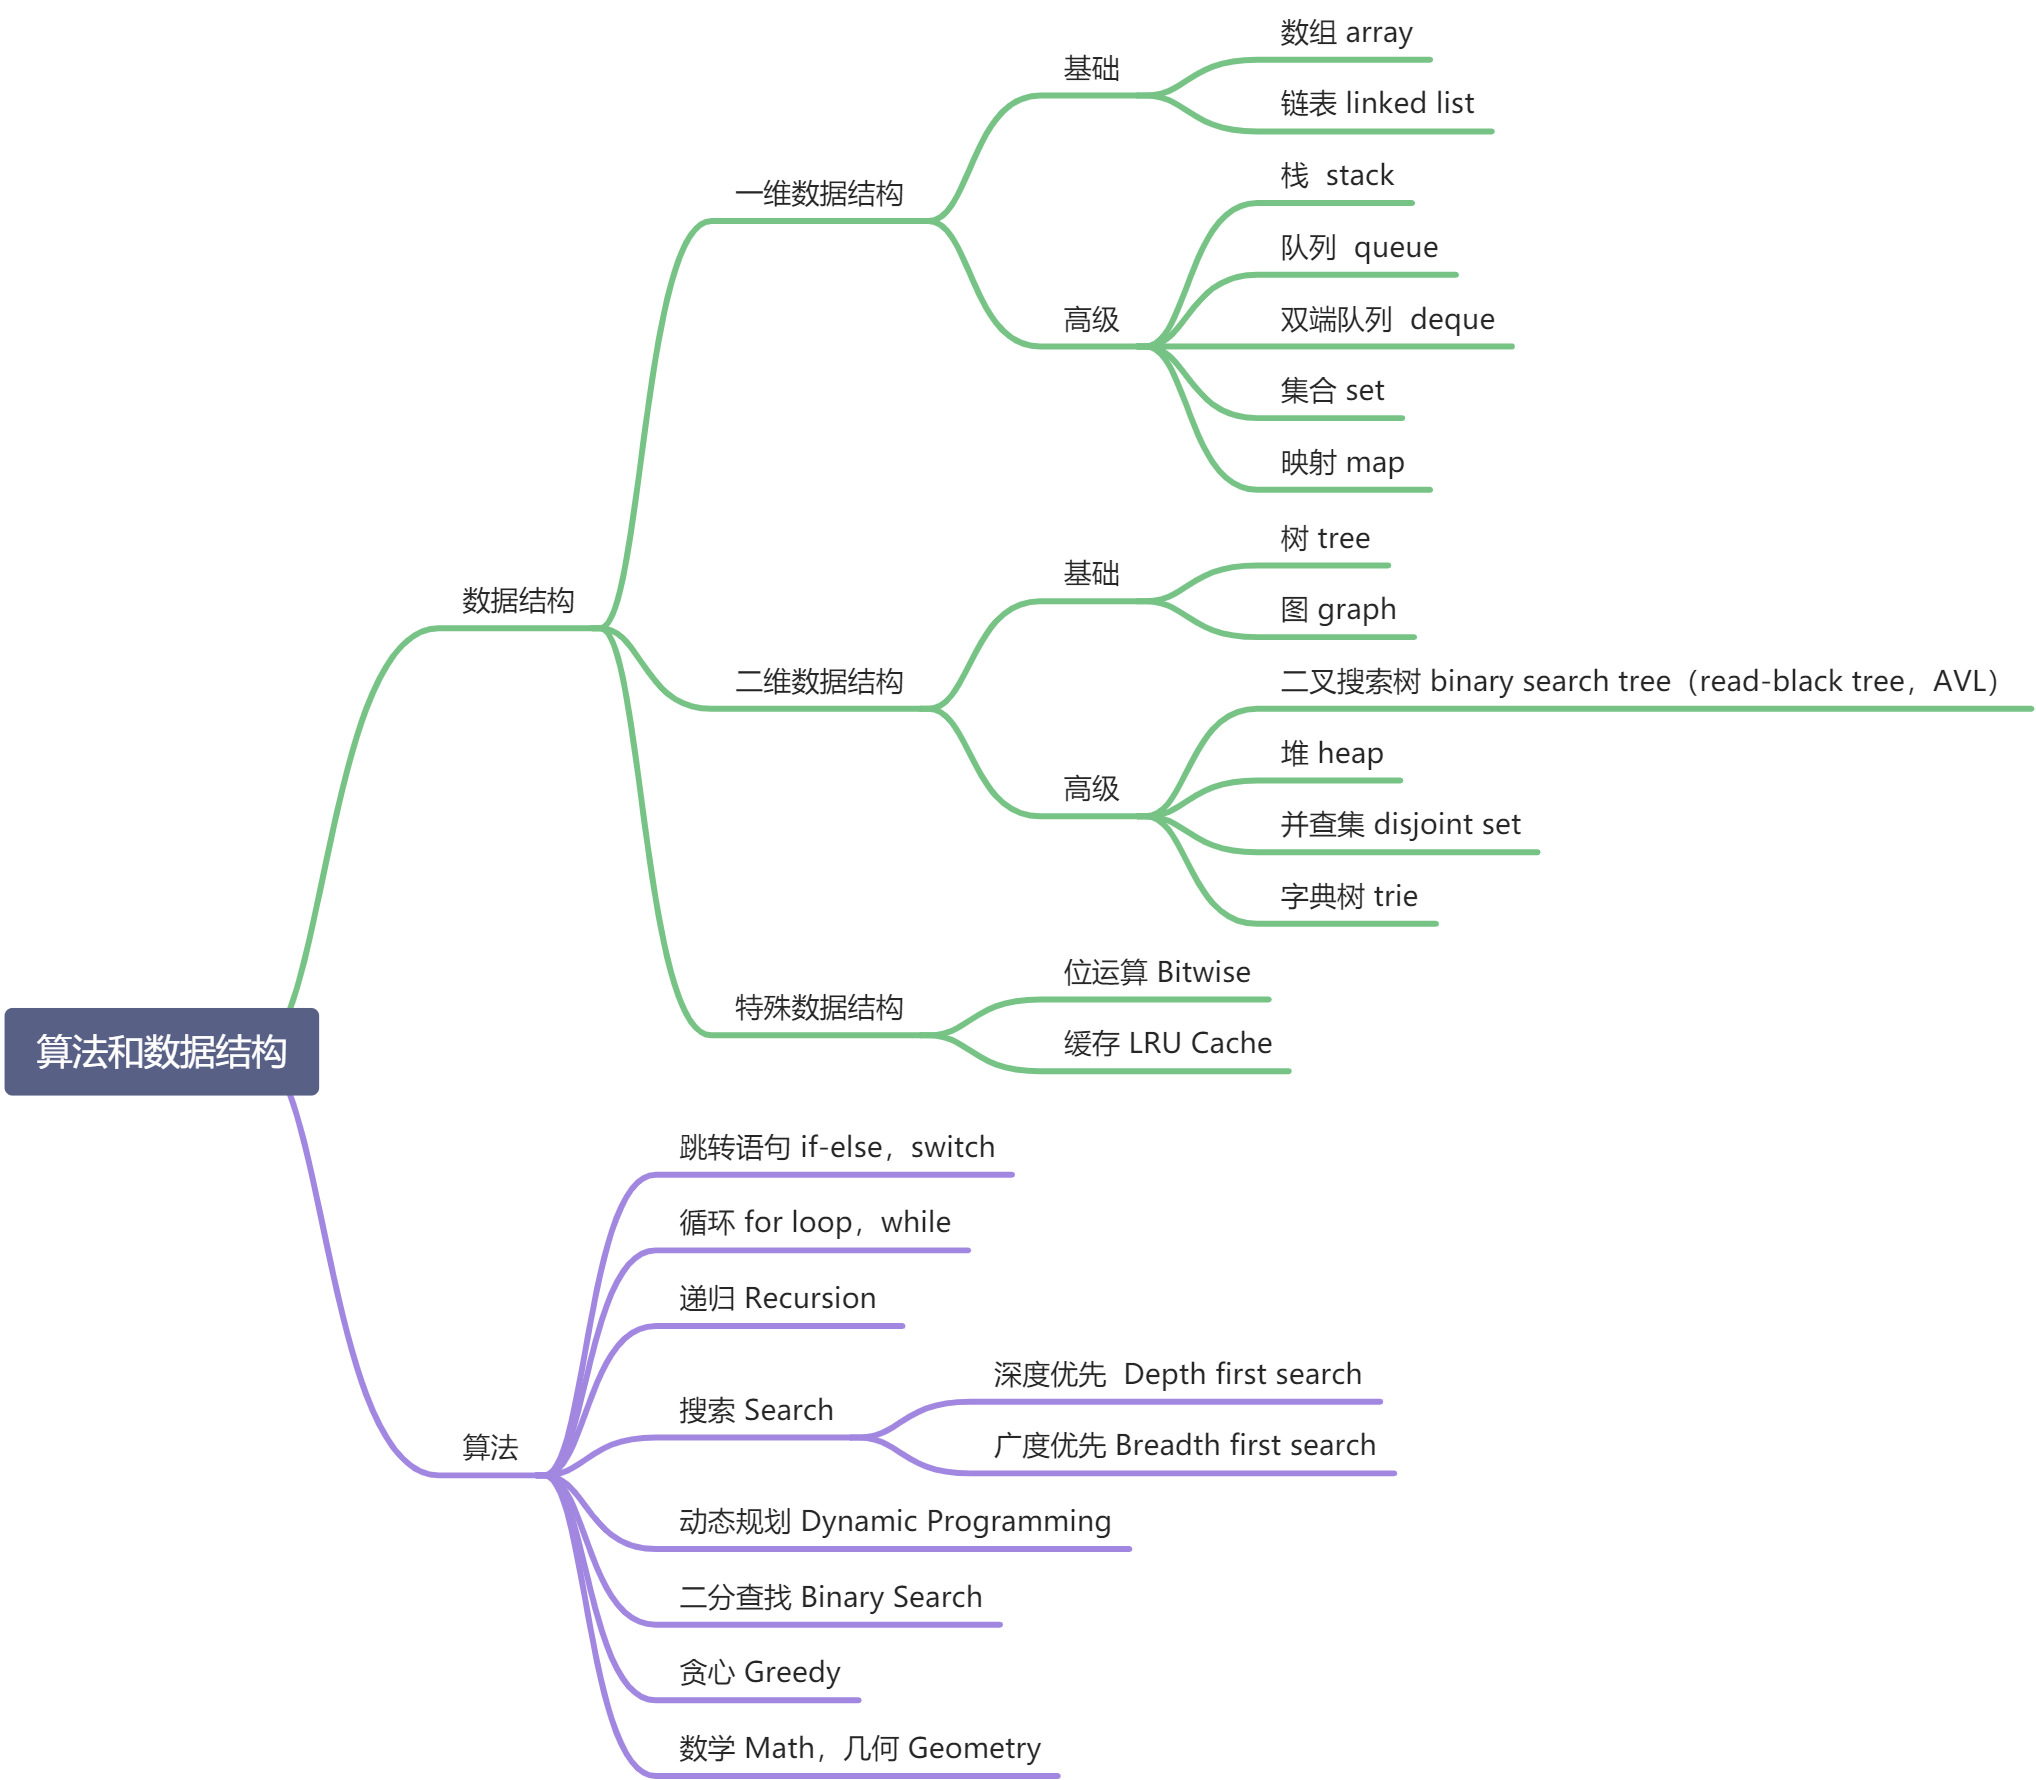 算法和数据结构
数据结构
一维数据结构
基础
数组 array
链表 linked list
高级
栈  stack
队列  queue
双端队列  deque
集合 set
映射 map
二维数据结构
基础
树 tree
图 graph
高级
二叉搜索树 binary search tree（read-black tree，AVL）
堆 heap
并查集 disjoint set
字典树 trie
特殊数据结构
位运算 Bitwise
缓存 LRU Cache
算法
跳转语句 if-else，switch
循环 for loop，while
递归 Recursion
搜索 Search
深度优先  Depth first search
广度优先 Breadth first search
动态规划 Dynamic Programming
二分查找 Binary Search
贪心 Greedy
数学 Math，几何 Geometry